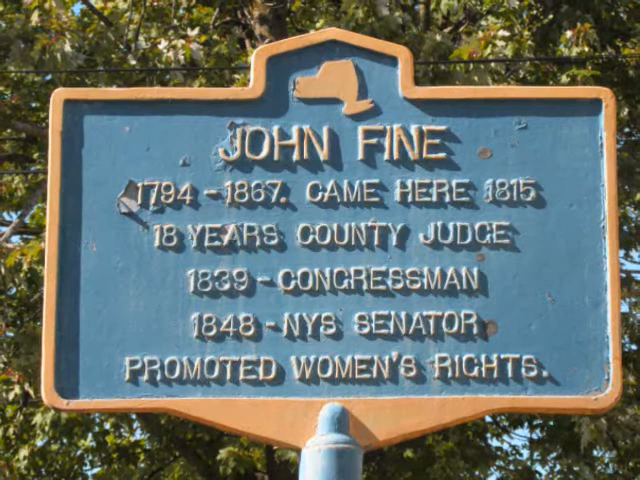 JOHN FINE
1794-1867. CAME HERE 1815
18 YEARS COUNTY JUDGE
1839-CONGRESSMAN
1848-NYS SENATOR
PROMOTED WOMEN'S RIGHTS.